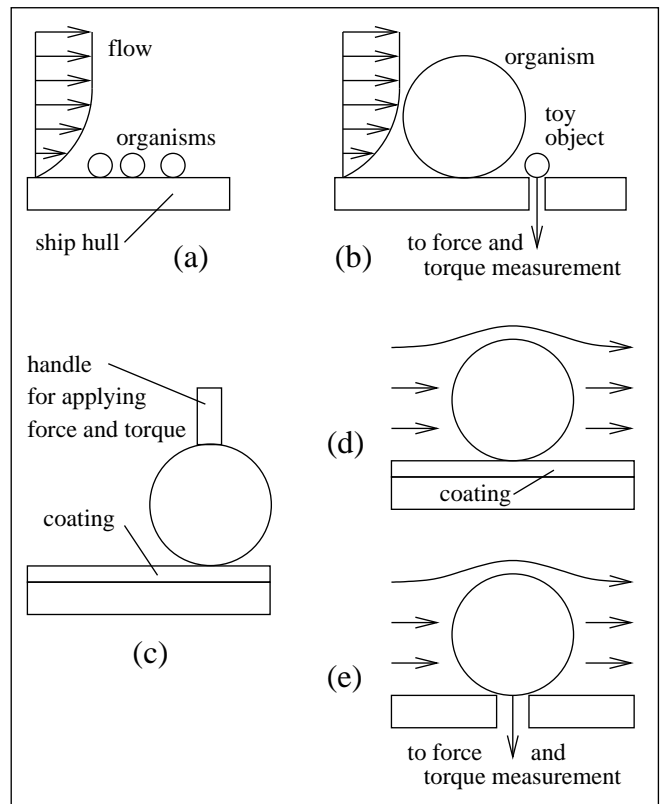 flow
organisms
ship hull
(a)
organism
toy
object
to force and
torque measurement
(b)
handle
for applying
force and torque
coating
(c)
(d)
coating
(e)
to force and
torque measurement